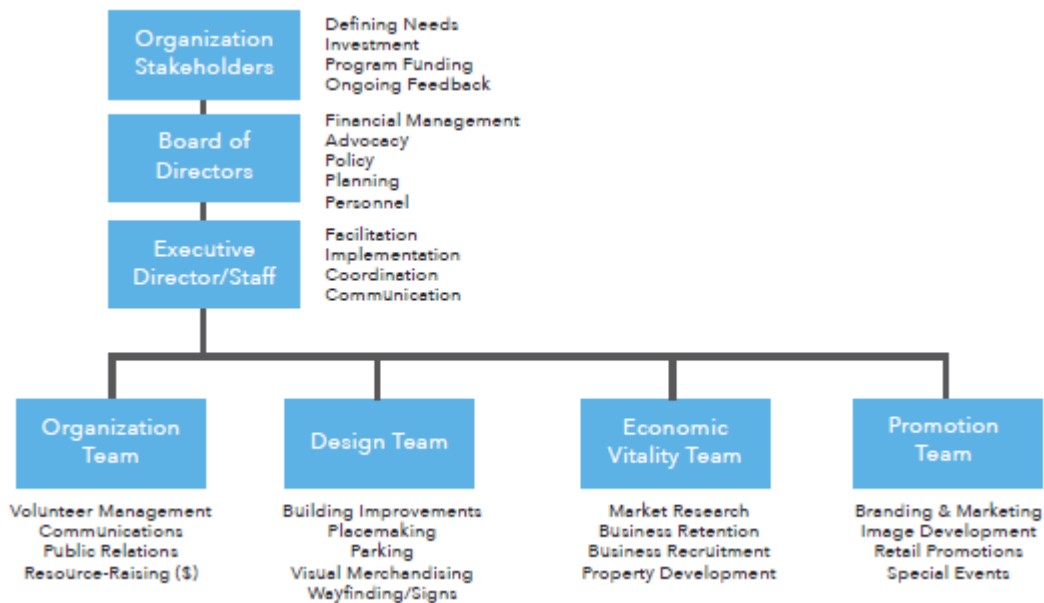 Organization
Stakeholders
Defining Needs
Investment
Program Funding
Ongoing Feedback
Board of
Directors
Financial Management
Advocacy
Policy
Planning
Personnel
Executive
Director/Staff
Facilitation
Implementation
Coordination
Communication
Organization
Team
Volunteer Management
Communications
Public Relations
Resource-Raising ($)
Design Team
Building Improvements
Placemaking
Parking
Visual Merchandising
Wayfinding/Signs
Economic
Vitality Team
Market Research
Business Retention
Business Recruitment
Property Development
Promotion
Team
Branding & Marketing
Image Development
Retail Promotions
Special Events